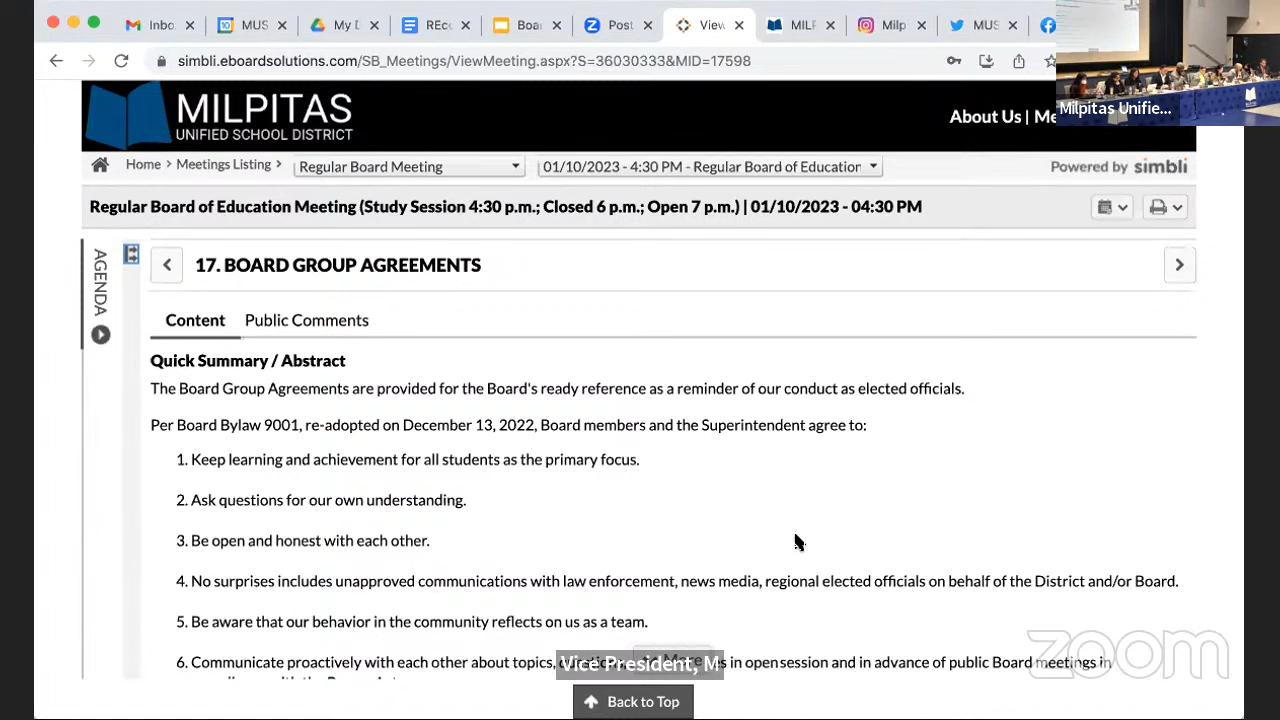 Inbo
MUS
My D
REco
Boar
Post
View
MILP
Milp
MUS
simbli.eboardsolutions.com/SB_Meetings/ViewMeeting.aspx?S=36030333&MID=17598
Milpitas Unifie...
MILPITAS
UNIFIED SCHOOL DISTRICT
About Us | Me
Home > Meetings Listing >
Regular Board Meeting
01/10/2023 - 4:30 PM - Regular Board of Education
Powered by simbli
Regular Board of Education Meeting (Study Session 4:30 p.m.; Closed 6 p.m.; Open 7 p.m.) | 01/10/2023 - 04:30 PM
AGENDA
17. BOARD GROUP AGREEMENTS
Content
Public Comments
Quick Summary / Abstract
The Board Group Agreements are provided for the Board's ready reference as a reminder of our conduct as elected officials.
Per Board Bylaw 9001, re-adopted on December 13, 2022, Board members and the Superintendent agree to:
1. Keep learning and achievement for all students as the primary focus.
2. Ask questions for our own understanding.
3. Be open and honest with each other.
4. No surprises includes unapproved communications with law enforcement, news media, regional elected officials on behalf of the District and/or Board.
5. Be aware that our behavior in the community reflects on us as a team.
6. Communicate proactively with each other about topics, in open session and in advance of public Board meetings in
Vice President, M
zoom
Back to Top